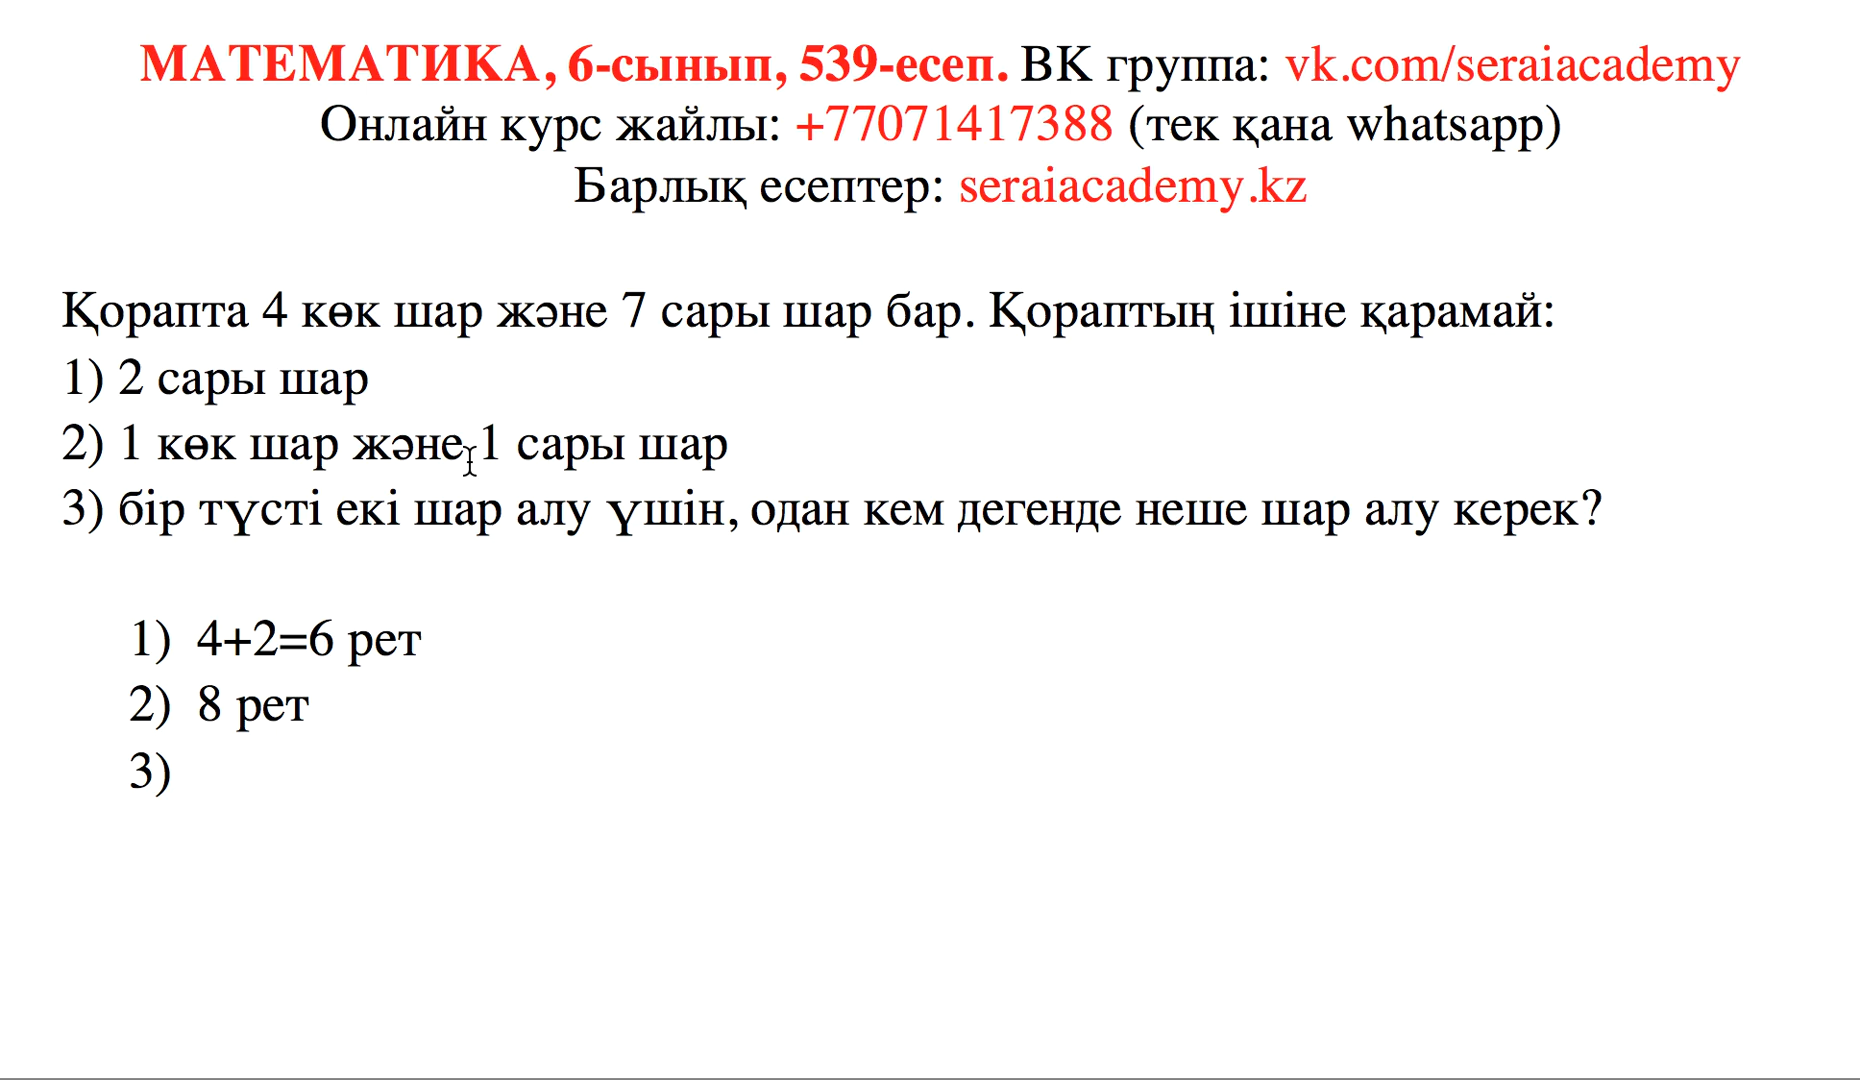 МАТЕМАТИКА, 6-сынып, 539-есеп. ВК группа: vk.com/seraiacademy
Онлайн курс жайлы: +77071417388 (тек қана whatsapp)
Барлық есептер: seraiacademy.kz
Қорапта 4 көк шар және 7 сары шар бар. Қораптың ішіне қарамай:
1) 2 сары шар
2) 1 көк шар және 1 сары шар
3) бір түсті екі шар алу үшін, одан кем дегенде неше шар алу керек?
1) 4+2=6 рет
2) 8 рет
3)